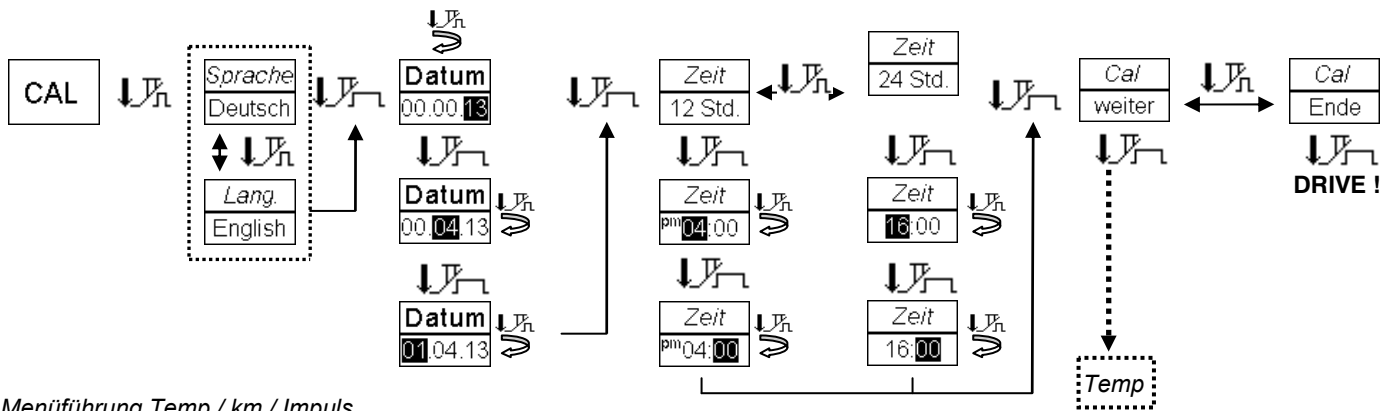 CAL
Sprache
Deutsch
Lang.
English
Datum
00.00.13
Datum
00.04.13
Datum
01.04.13
Zeit
12 Std.
Zeit
pm04:00
Zeit
pm04:00
Zeit
24 Std.
Zeit
16:00
Zeit
16:00
Cal
weiter
Cal
Ende
DRIVE !
Temp
Menüführung Temp / km / Impuls